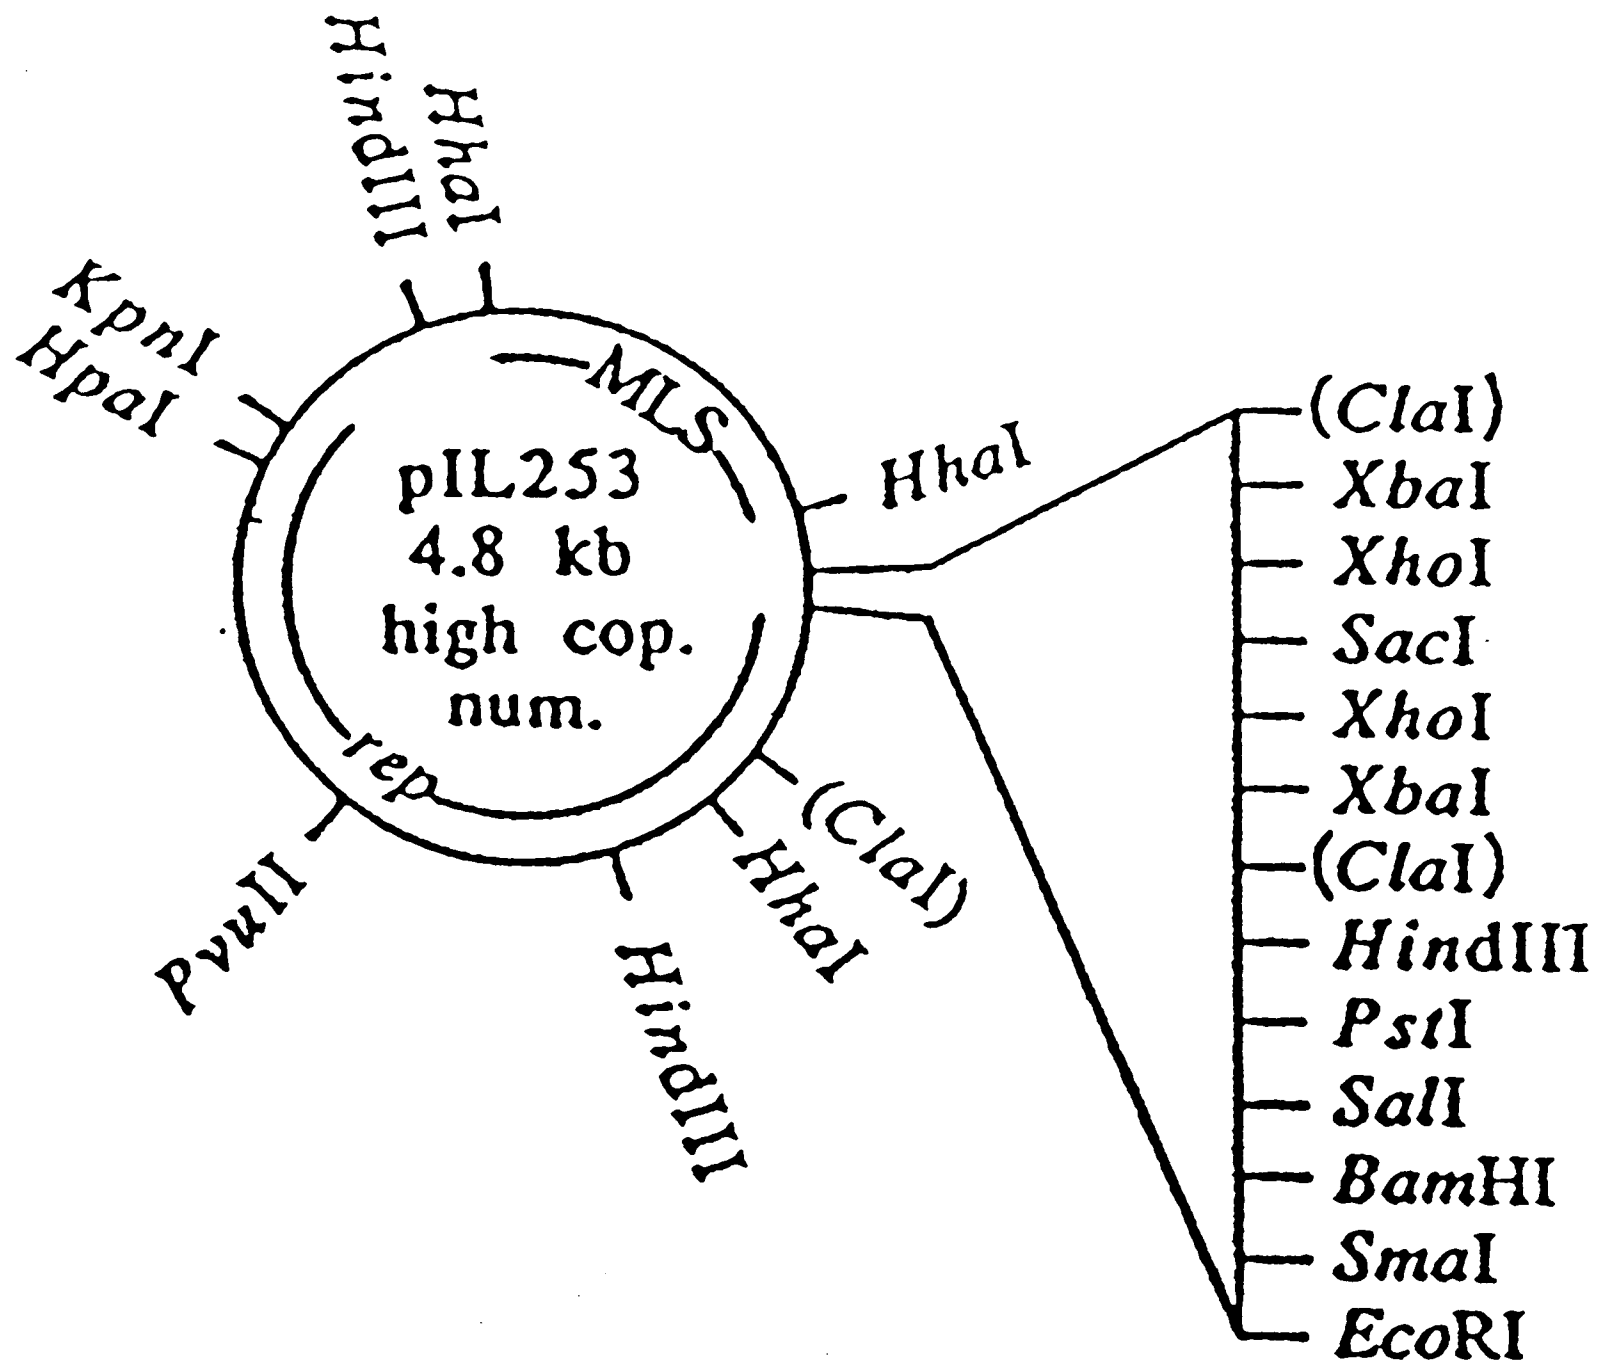 HindIII
HhaI
KpnI
HpaI
MLS
pIL253
4.8 kb
high cop.
num.
rep
HhaI
(ClaI)
HhaI
HindIII
PvuII
(ClaI)
XbaI
XhoI
SacI
XhoI
XbaI
(ClaI)
HindIII
PstI
SalI
BamHI
SmaI
EcoRI